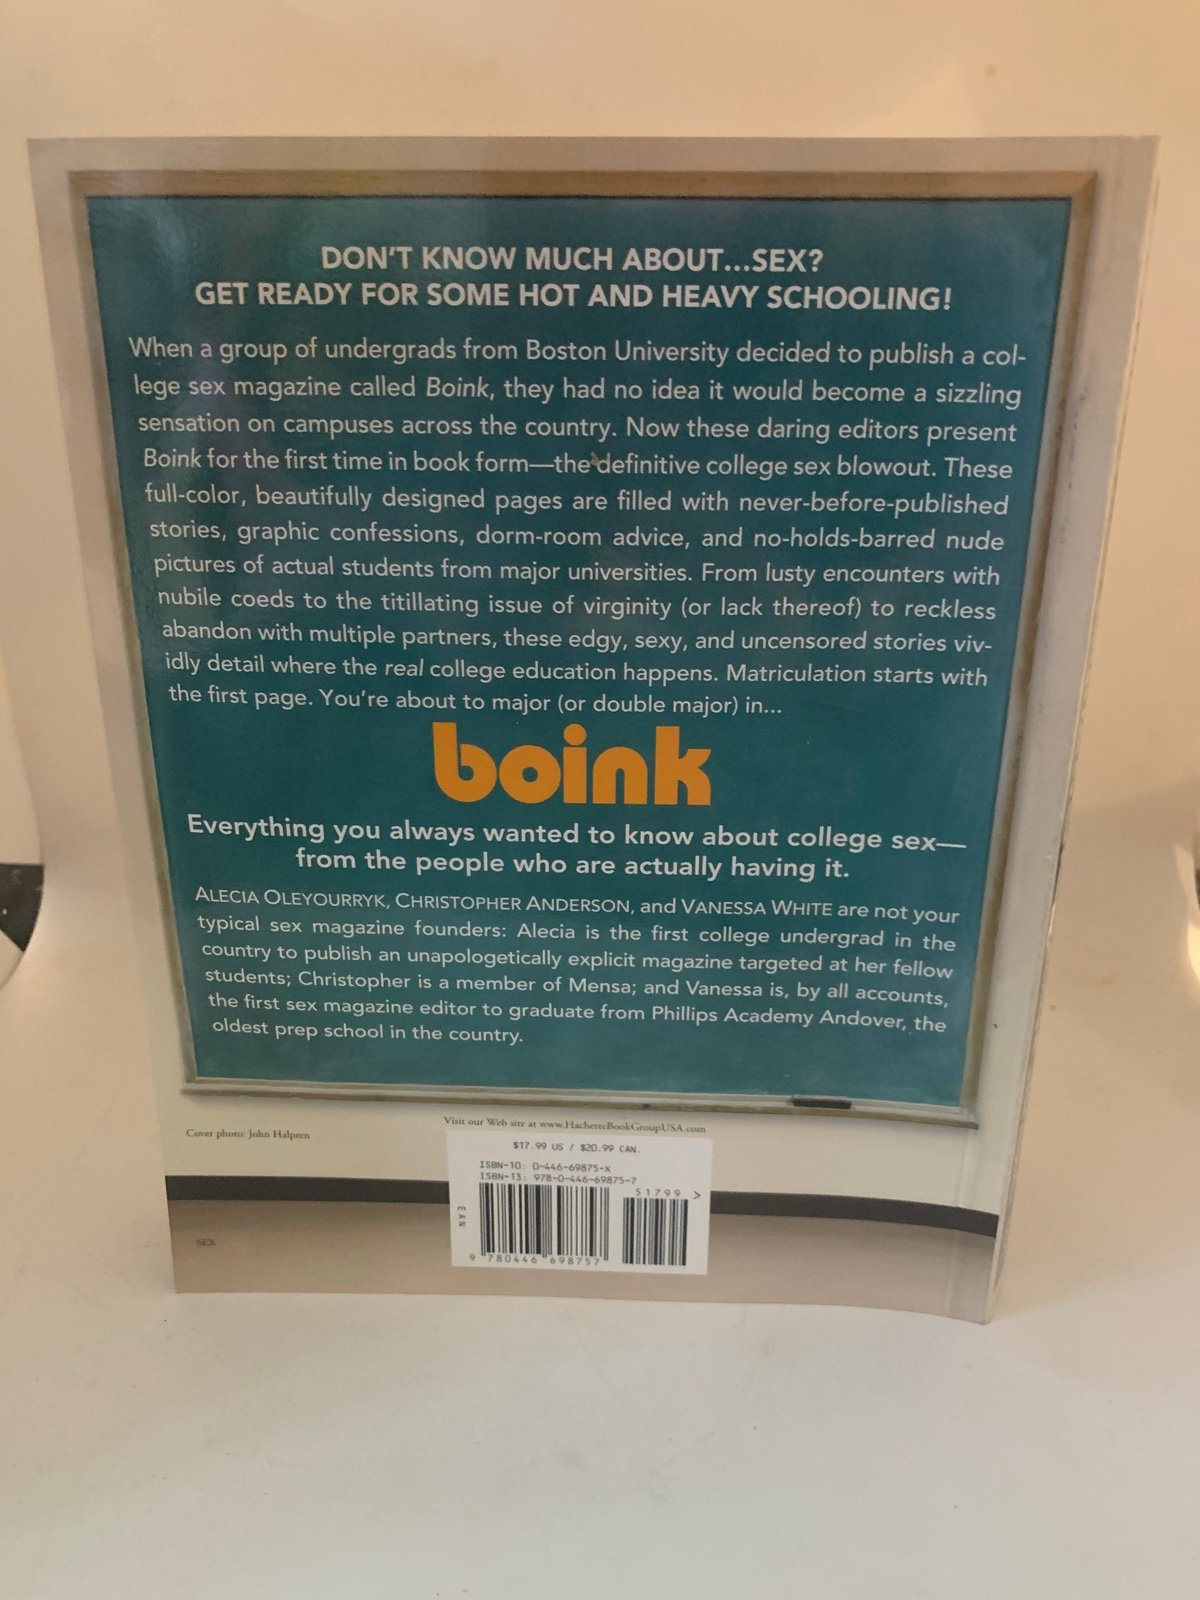 DON'T KNOW MUCH ABOUT...SEX?
GET READY FOR SOME HOT AND HEAVY SCHOOLING!
When a group of undergrads from Boston University decided to publish a col-
lege sex magazine called Boink, they had no idea it would become a sizzling
sensation on campuses across the country. Now these daring editors present
Boink for the first time in book form—the definitive college sex blowout. These
full-color, beautifully designed pages are filled with never-before-published
stories, graphic confessions, dorm-room advice, and no-holds-barred nude
pictures of actual students from major universities. From lusty encounters with
nubile coeds to the titillating issue of virginity (or lack thereof) to reckless
abandon with multiple partners, these edgy, sexy, and uncensored stories viv-
idly detail where the real college education happens. Matriculation starts with
the first page. You're about to major (or double major) in...
boink
Everything you always wanted to know about college sex—
from the people who are actually having it.
ALECIA OLEYOURRYK, CHRISTOPHER ANDERSON, and VANESSA WHITE are not your
typical sex magazine founders: Alecia is the first college undergrad in the
country to publish an unapologetically explicit magazine targeted at her fellow
students; Christopher is a member of Mensa; and Vanessa is, by all accounts,
the first sex magazine editor to graduate from Phillips Academy Andover, the
oldest prep school in the country.
Visit our Web site at www.HachetteBookGroupUSA.com
Cover photo: John Halpren
$17.99 US / $20.99 CAN.
ISBN-10: 0-446-69875-X
ISBN-13: 978-0-446-69875-7
51799 >
EAN
9 780446 698757
SEX